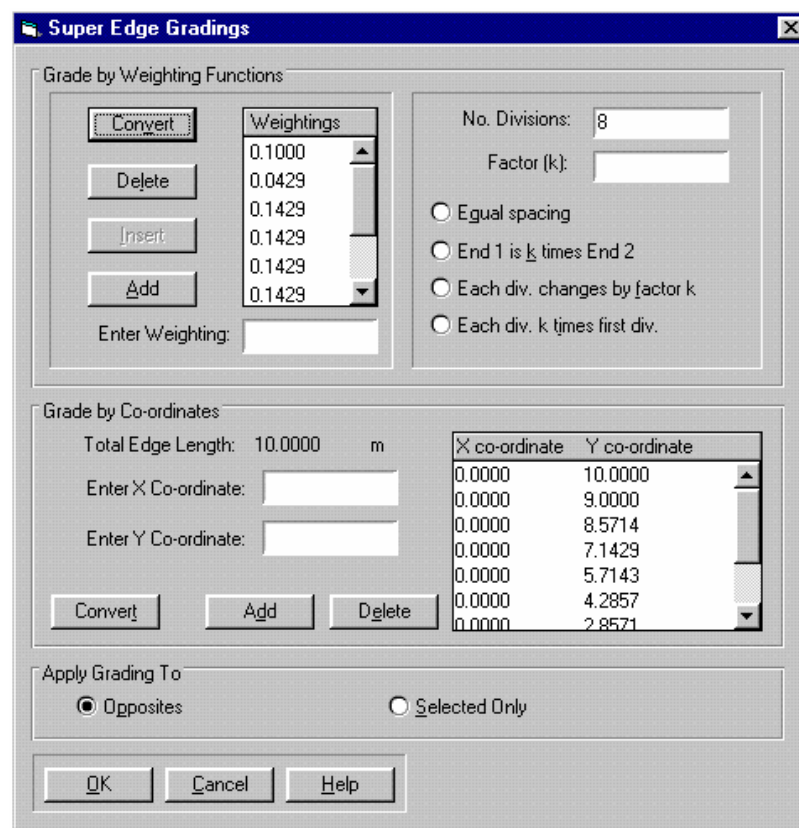 Super Edge Gradings
Grade by Weighting Functions
Convert
Delete
Insert
Add
Weightings
0.1000
0.0429
0.1429
0.1429
0.1429
0.1429
Enter Weighting:
No. Divisions: 8
Factor (k):
Equal spacing
End 1 is k times End 2
Each div. changes by factor k
Each div. k times first div.
Grade by Co-ordinates
Total Edge Length: 10.0000 m
Enter X Co-ordinate:
Enter Y Co-ordinate:
Convert Add Delete
X co-ordinate Y co-ordinate
0.0000 10.0000
0.0000 9.0000
0.0000 8.5714
0.0000 7.1429
0.0000 5.7143
0.0000 4.2857
0.0000 2.8571
Apply Grading To
Opposites Selected Only
OK Cancel Help